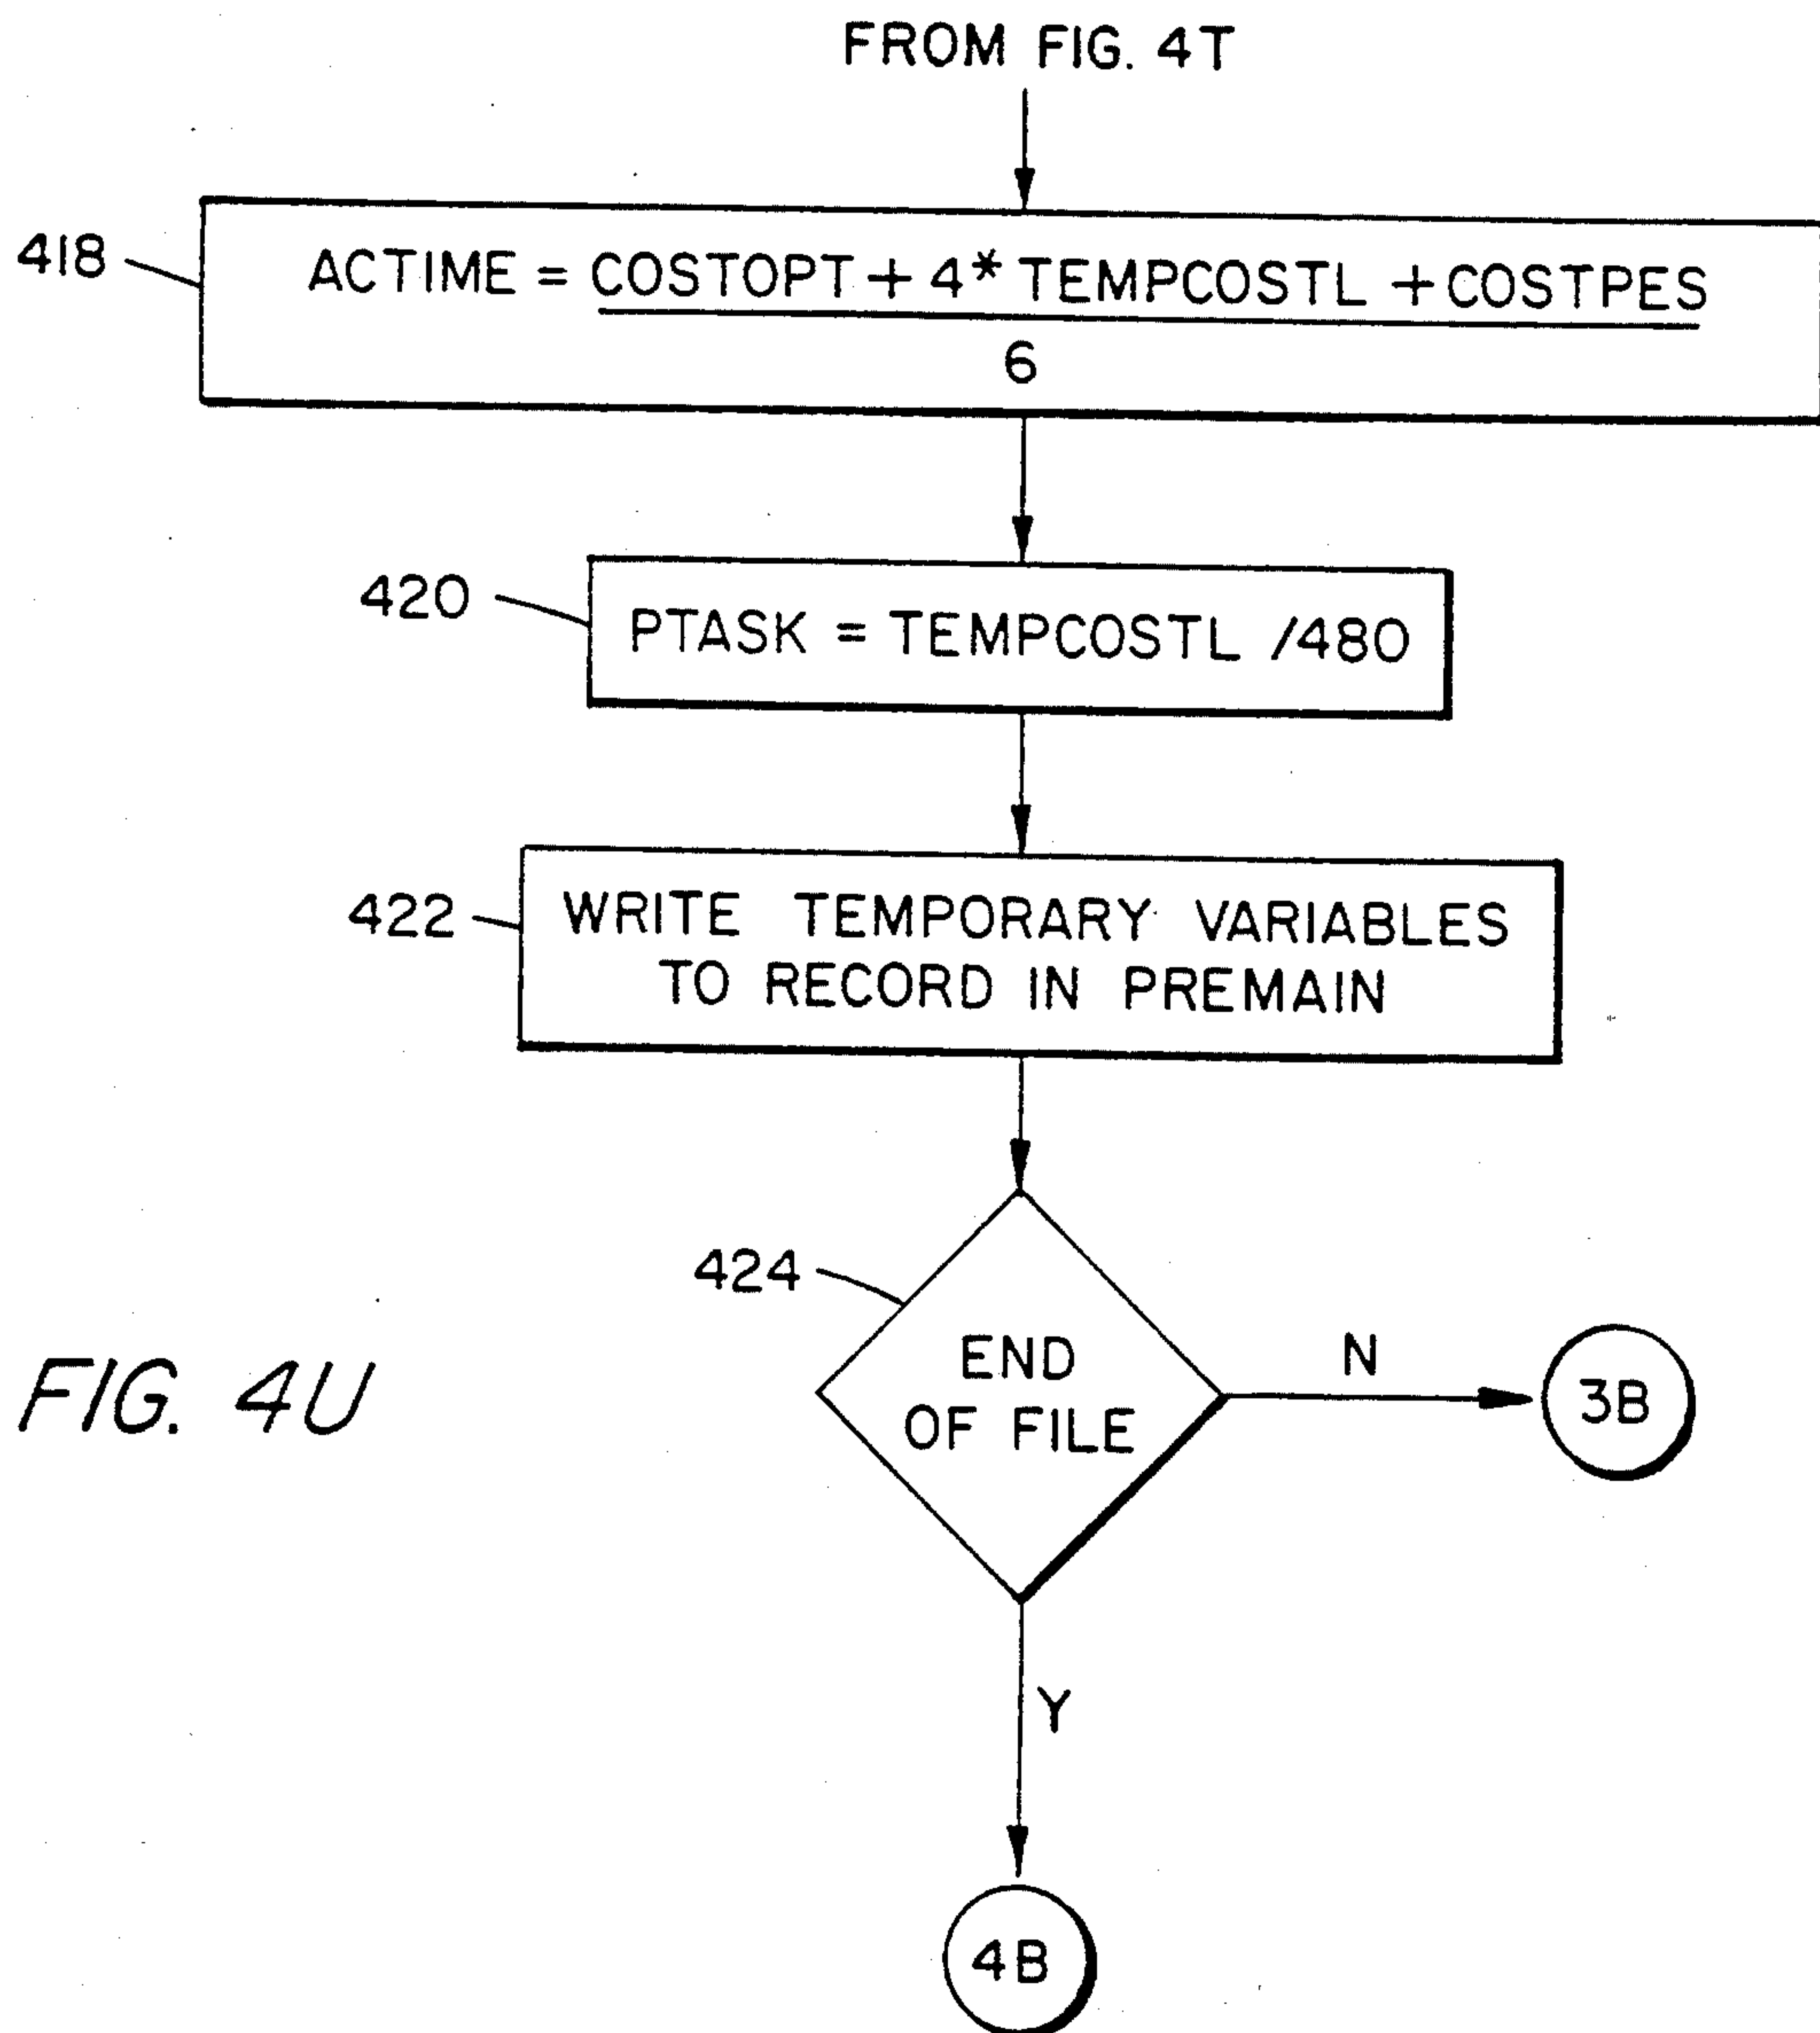 FROM FIG. 4T
418
ACTIME = COSTOPT + 4* TEMPCOSTL + COSTPES
6
420
PTASK = TEMPCOSTL /480
422
WRITE TEMPORARY VARIABLES
TO RECORD IN PREMAIN
424
END
OF FILE
N
3B
FIG. 4U
Y
4B